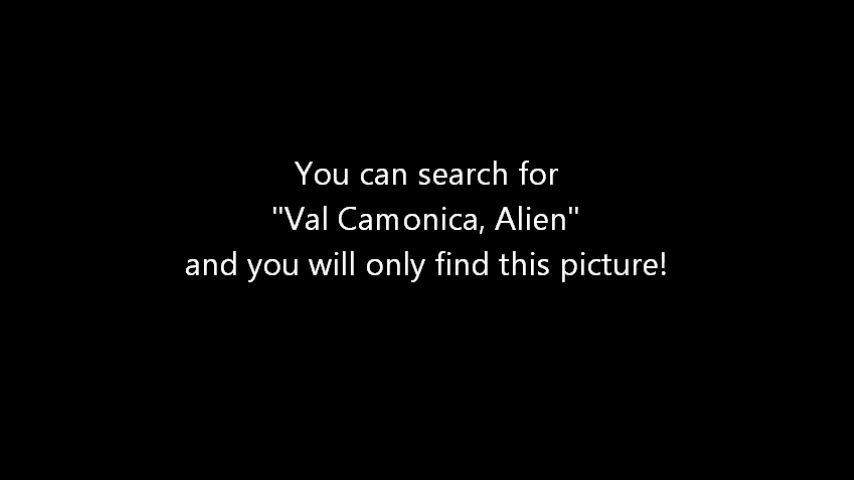 You can search for
"Val Camonica, Alien"
and you will only find this picture!